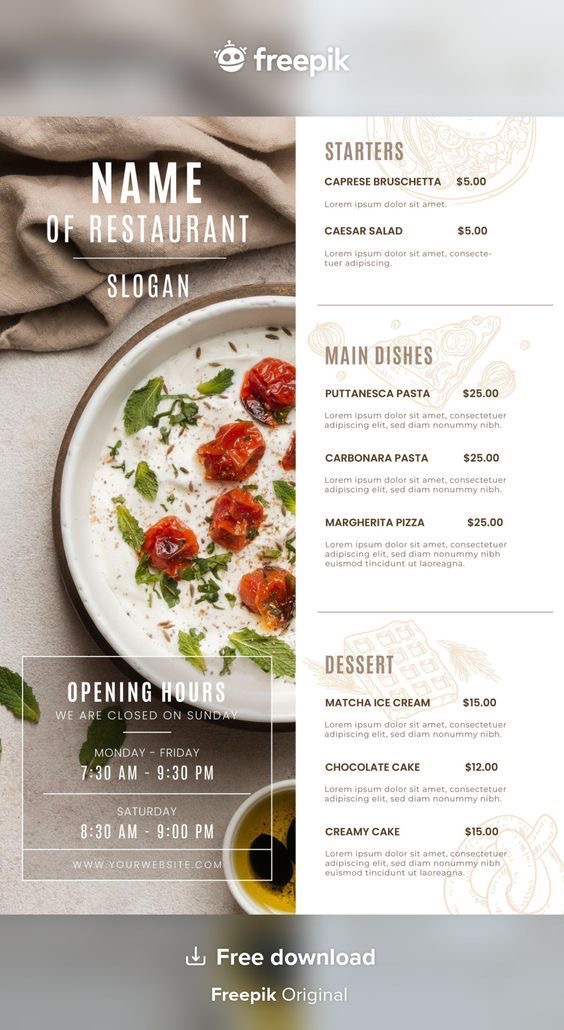 freepik
NAME
OF RESTAURANT
SLOGAN
OPENING HOURS
WE ARE CLOSED ON SUNDAY
MONDAY - FRIDAY
7:30 AM - 9:30 PM
SATURDAY
8:30 AM - 9:00 PM
WWW.YOURWEBSITE.COM
STARTERS
CAPRESE BRUSCHETTA $5.00
Lorem ipsum dolor sit amet.
CAESAR SALAD $5.00
Lorem ipsum dolor sit amet, consecte-
tuer adipiscing.
MAIN DISHES
PUTTANESCA PASTA $25.00
Lorem ipsum dolor sit amet, consectetuer
adipiscing elit, sed diam nonummy nibh.
CARBONARA PASTA $25.00
Lorem ipsum dolor sit amet, consectetuer
adipiscing elit, sed diam nonummy nibh.
MARGHERITA PIZZA $25.00
Lorem ipsum dolor sit amet, consectetuer
adipiscing elit, sed diam nonummy nibh
euismod tincidunt ut laoreagna.
DESSERT
MATCHA ICE CREAM $15.00
Lorem ipsum dolor sit amet, consectetuer
adipiscing elit, sed diam nonummy nibh.
CHOCOLATE CAKE $12.00
Lorem ipsum dolor sit amet, consectetuer
adipiscing elit, sed diam nonummy nibh.
CREAMY CAKE $15.00
Lorem ipsum dolor sit amet, consectetuer
adipiscing elit, sed diam nonummy nibh
euismod tincidunt ut laoreagna.
Free download
Freepik Original